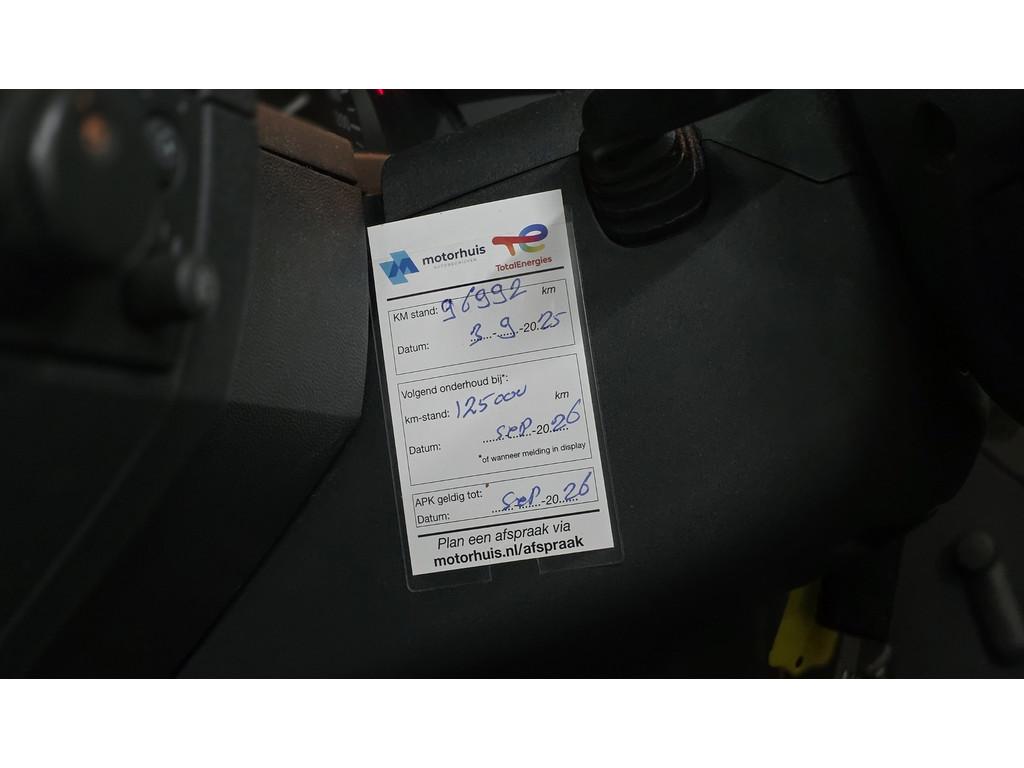 motorhuis
AUTOBEDRIJVEN
TotalEnergies
KM stand: 96992 km
Datum: 3-9-2025
Volgend onderhoud bij*:
km-stand: 125000 km
Datum: sep-2026
*of wanneer melding in display
APK geldig tot:
Datum: sep-2026
Plan een afspraak via
motorhuis.nl/afspraak